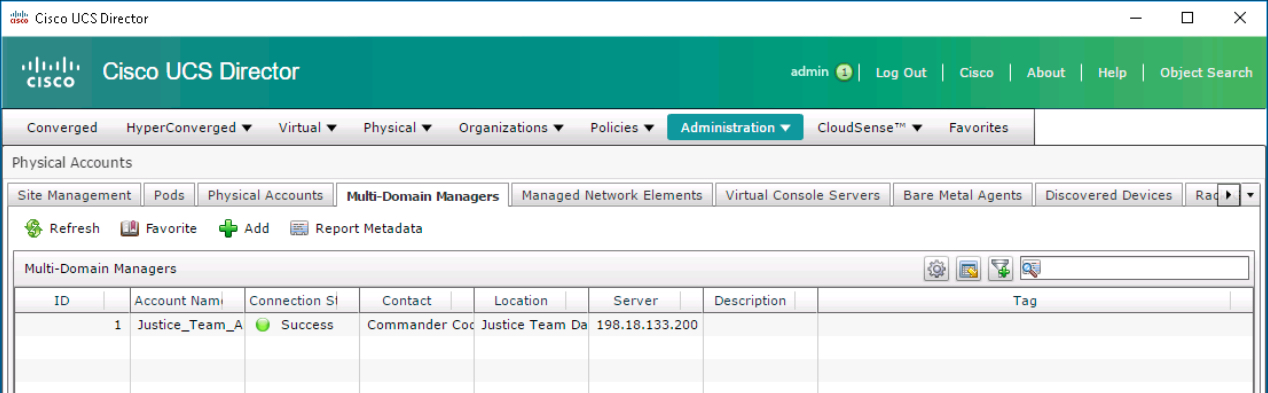 Cisco UCS Director
CISCO Cisco UCS Director admin 1 | Log Out | Cisco | About | Help | Object Search
Converged HyperConverged Virtual Physical Organizations Policies Administration CloudSense™ Favorites
Physical Accounts
Site Management Pods Physical Accounts Multi-Domain Managers Managed Network Elements Virtual Console Servers Bare Metal Agents Discovered Devices Rac
Refresh Favorite Add Report Metadata
Multi-Domain Managers
ID Account Nam Connection St Contact Location Server Description Tag
1 Justice_Team_A Success Commander Coc Justice Team Da 198.18.133.200